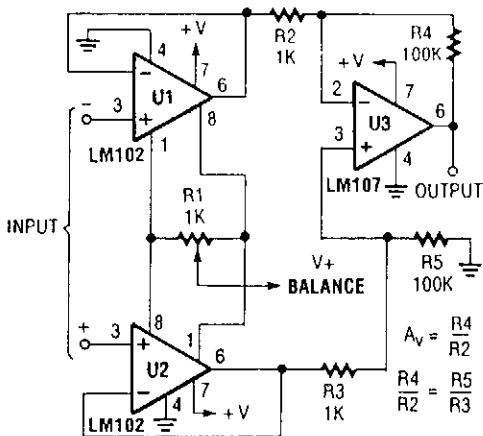 +V
R2
1K
R4
100K
4
7
−
U1
6
3
+
8
−
LM102
1
+V
2
−
7
U3
6
3
+
4
LM107
OUTPUT
INPUT
R1
1K
V+
BALANCE
R5
100K
+
3
8
+
1
U2
6
−
7
4
+V
LM102
R3
1K
AV = R4
R2
R4 = R5
R2 R3